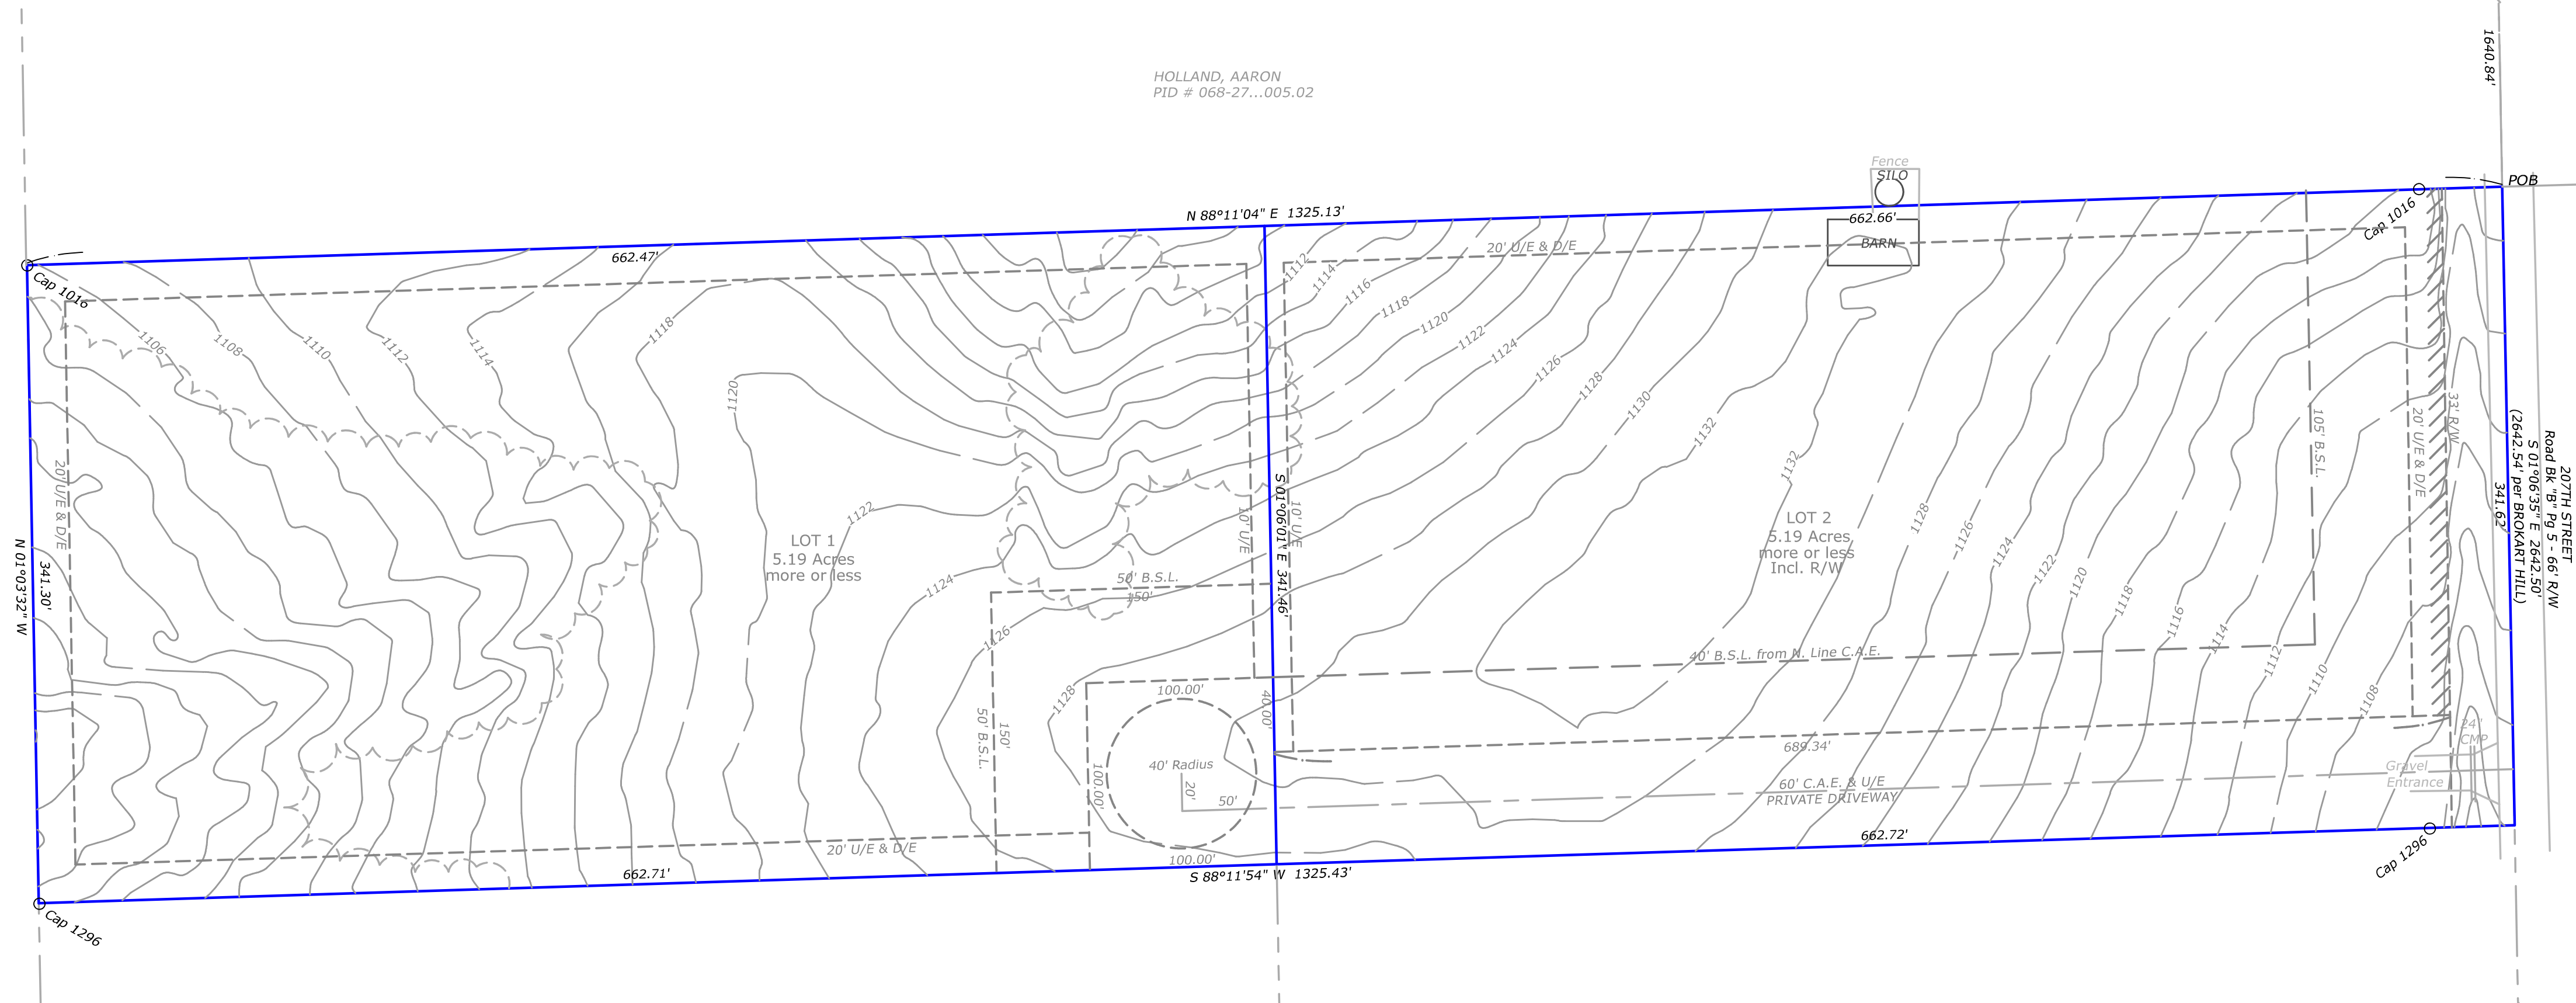 HOLLAND, AARON
PID # 068-27...005.02
1640.84'
POB
Fence
SILO
662.66'
BARN
N 88°11'04" E 1325.13'
662.47'
20' U/E & D/E
Cap 1016
Cap 1016
1106
1108
1110
1112
1114
1118
1120
1122
1124
1126
1128
1112
1114
1116
1118
1120
1122
1124
1126
1128
1130
1132
1132
1128
1126
1124
1122
1120
1118
1116
1114
1112
1110
1108
20' U/E & D/E
N 01°03'32" W
341.30'
LOT 1
5.19 Acres
more or less
10' U/E
S 01°06'01" E 341.46'
10' U/E
LOT 2
5.19 Acres
more or less
Incl. R/W
105' B.S.L.
20' U/E & D/E
33' R/W
341.62'
(2642.54' per BROKART HILL)
S 01°06'35" E 2642.50'
Road Bk "B" Pg 5 - 66' R/W
207TH STREET
50' B.S.L.
150'
40' B.S.L. from N. Line C.A.E.
100.00'
40.00'
50' B.S.L.
150'
689.34'
24"
CMP
Gravel
Entrance
40' Radius
20'
50'
100.00'
60' C.A.E. & U/E
PRIVATE DRIVEWAY
20' U/E & D/E
100.00'
662.72'
662.71'
S 88°11'54" W 1325.43'
Cap 1296
Cap 1296